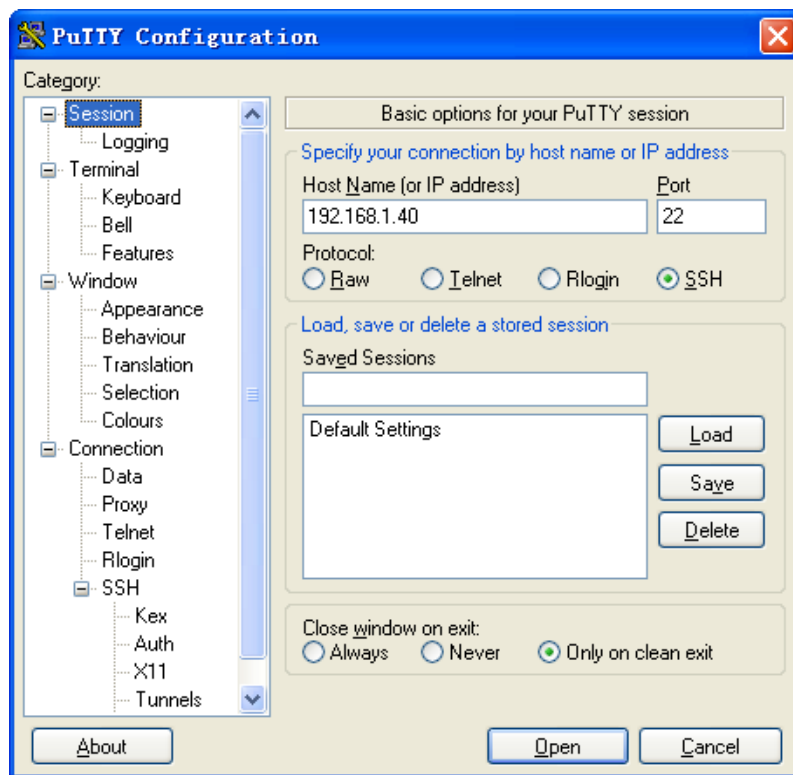 PuTTY Configuration
Category:
Session
Logging
Terminal
Keyboard
Bell
Features
Window
Appearance
Behaviour
Translation
Selection
Colours
Connection
Data
Proxy
Telnet
Rlogin
SSH
Kex
Auth
X11
Tunnels
Basic options for your PuTTY session
Specify your connection by host name or IP address
Host Name (or IP address) Port
192.168.1.40 22
Protocol:
Raw Telnet Rlogin SSH
Load, save or delete a stored session
Saved Sessions
Default Settings
Load
Save
Delete
Close window on exit:
Always Never Only on clean exit
About Open Cancel